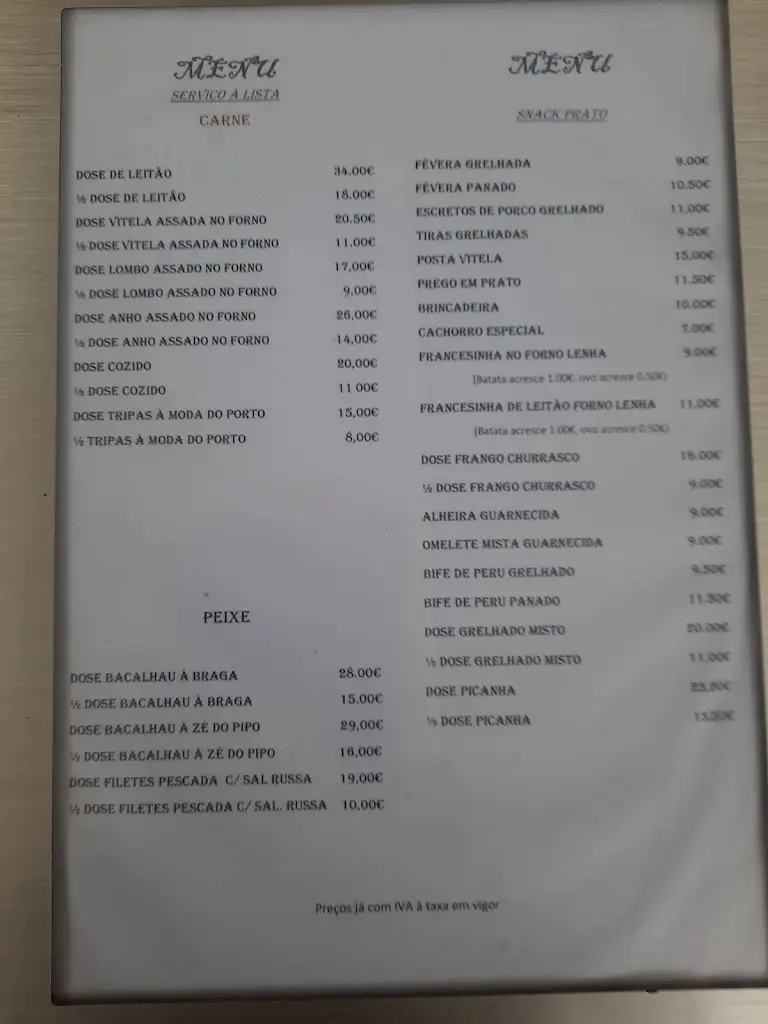 MENU
SERVIÇO À LISTA
CARNE
DOSE DE LEITÃO 34.00€
½ DOSE DE LEITÃO 18.00€
DOSE VITELA ASSADA NO FORNO 20.50€
½ DOSE VITELA ASSADA NO FORNO 11.00€
DOSE LOMBO ASSADO NO FORNO 17,00€
½ DOSE LOMBO ASSADO NO FORNO 9,00€
DOSE ANHO ASSADO NO FORNO 26,00€
½ DOSE ANHO ASSADO NO FORNO 14,00€
DOSE COZIDO 20,00€
½ DOSE COZIDO 11 00€
DOSE TRIPAS À MODA DO PORTO 15,00€
½ TRIPAS À MODA DO PORTO 8,00€
PEIXE
DOSE BACALHAU À BRAGA 28.00€
½ DOSE BACALHAU À BRAGA 15.00€
DOSE BACALHAU À ZÉ DO PIPO 29,00€
½ DOSE BACALHAU À ZÉ DO PIPO 16,00€
DOSE FILETES PESCADA C/ SAL RUSSA 19,00€
½ DOSE FILETES PESCADA C/ SAL. RUSSA 10,00€
MENU
SNACK PRATO
FÊVERA GRELHADA 9.00€
FÊVERA PANADO 10.50€
ESCRETOS DE PORCO GRELHADO 11,00€
TIRAS GRELHADAS 9.50€
POSTA VITELA 15,00€
PREGO EM PRATO 11.50€
BRINCADEIRA 10.00€
CACHORRO ESPECIAL 7.00€
FRANCESINHA NO FORNO LENHA 9.00€
(Batata acresce 1.00€, ovo acresce 0.50€)
FRANCESINHA DE LEITÃO FORNO LENHA 11.00€
(Batata acresce 1.00€, ovo acresce 0.50€)
DOSE FRANGO CHURRASCO 16.00€
½ DOSE FRANGO CHURRASCO 9.00€
ALHEIRA GUARNECIDA 9.00€
OMELETE MISTA GUARNECIDA 9.00€
BIFE DE PERU GRELHADO 9.50€
BIFE DE PERU PANADO 11.50€
DOSE GRELHADO MISTO 20.00€
½ DOSE GRELHADO MISTO 11,00€
DOSE PICANHA
½ DOSE PICANHA
Preços já com IVA à taxa em vigor